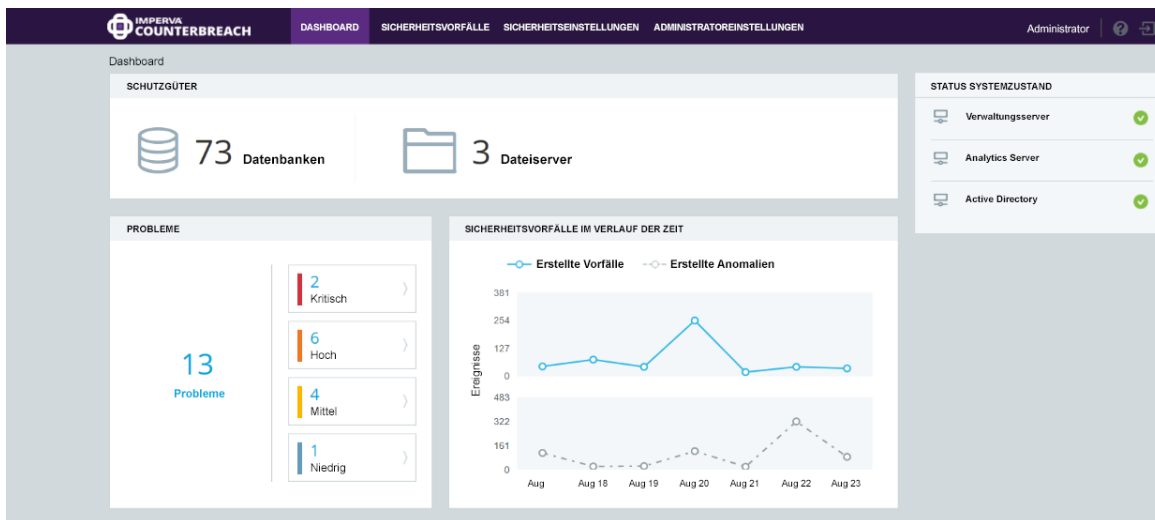 IMPERVA
COUNTERBREACH
DASHBOARD SICHERHEITSVORFÄLLE SICHERHEITSEINSTELLUNGEN ADMINISTRATOREINSTELLUNGEN
Administrator
Dashboard
SCHUTZGÜTER
73 Datenbanken
3 Dateiserver
STATUS SYSTEMZUSTAND
Verwaltungsserver
Analytics Server
Active Directory
PROBLEME
13
Probleme
2
Kritisch
6
Hoch
4
Mittel
1
Niedrig
SICHERHEITSVORFÄLLE IM VERLAUF DER ZEIT
Erstellte Vorfälle Erstellte Anomalien
Ereignisse
381
254
127
0
483
322
161
0
Aug Aug 18 Aug 19 Aug 20 Aug 21 Aug 22 Aug 23